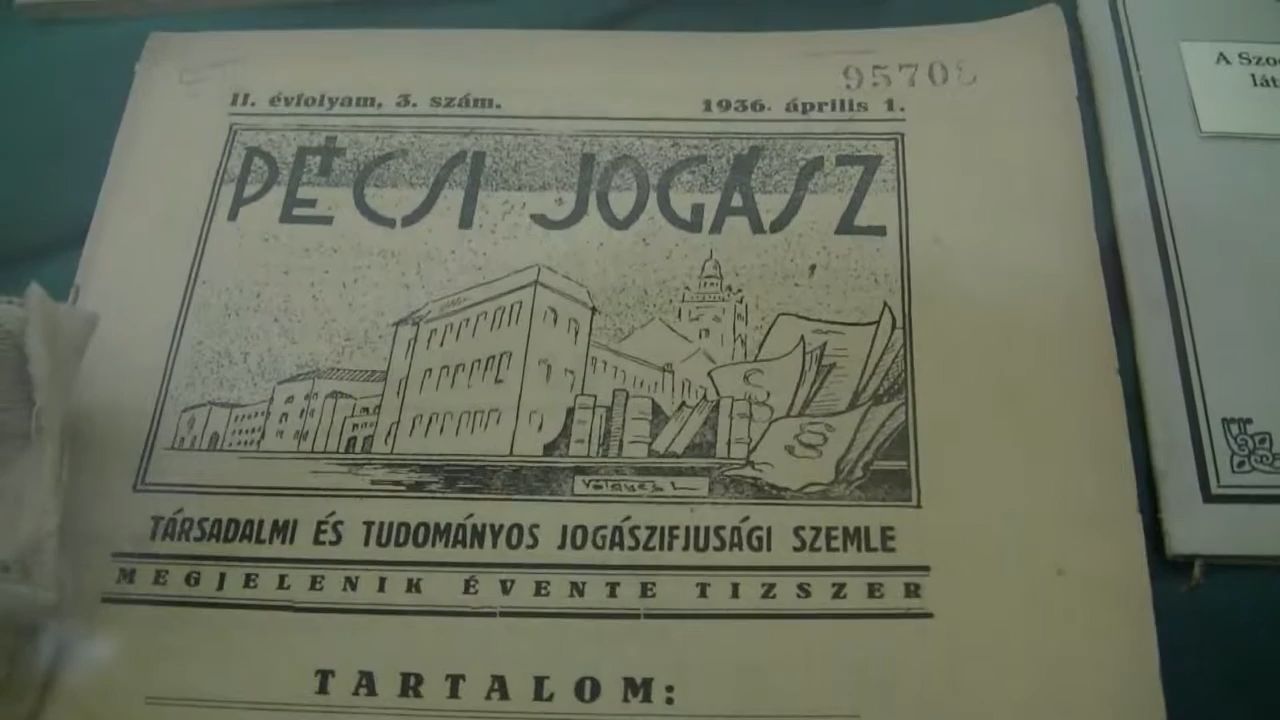 95708
II. évfolyam, 3. szám.
1936. április 1.
PÉCSI JOGÁSZ
§
§
TÁRSADALMI ÉS TUDOMÁNYOS JOGÁSZIFJUSÁGI SZEMLE
MEGJELENIK ÉVENTE TIZSZER
TARTALOM:
A